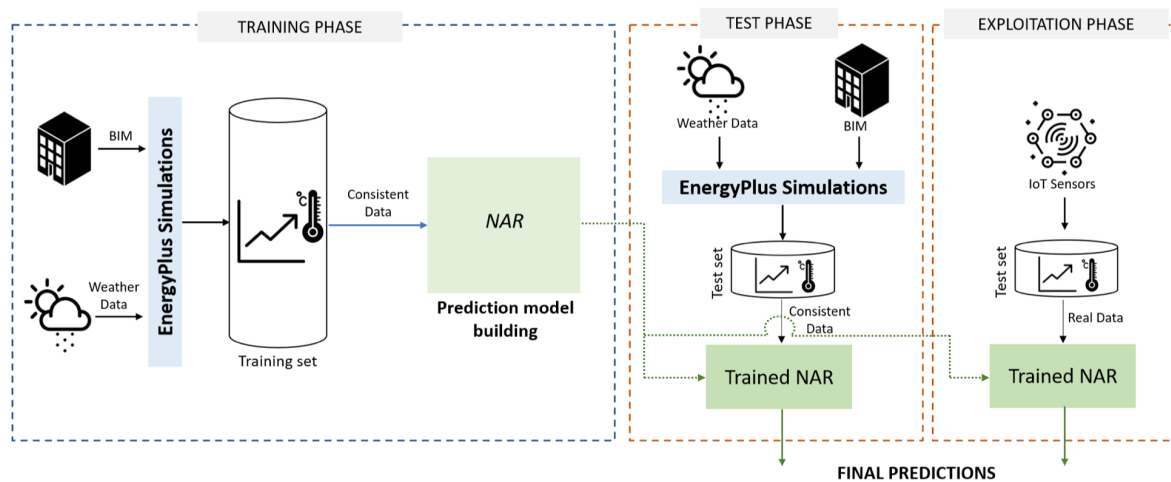 TRAINING PHASE
BIM
Weather
Data
EnergyPlus Simulations
°C
Training set
Consistent
Data
NAR
Prediction model
building
TEST PHASE
Weather Data
BIM
EnergyPlus Simulations
Test set
°C
Consistent
Data
Trained NAR
EXPLOITATION PHASE
IoT Sensors
Test set
°C
Real Data
Trained NAR
FINAL PREDICTIONS